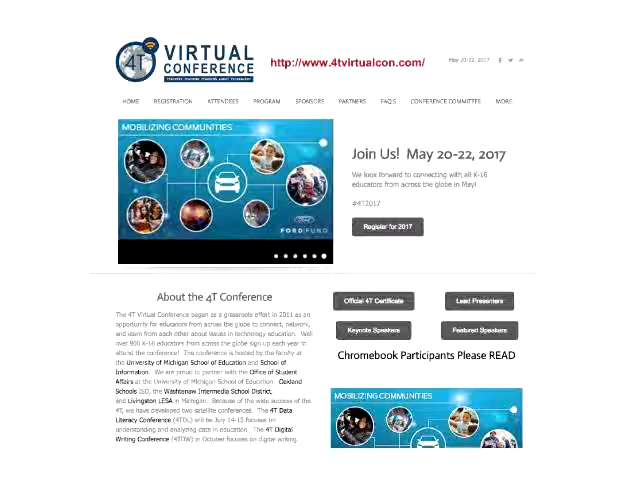 4T VIRTUAL
CONFERENCE
TEACHERS TEACHING TEACHERS ABOUT TECHNOLOGY
http://www.4tvirtualcon.com/
May 20-22, 2017
HOME REGISTRATION ATTENDEES PROGRAM SPONSORS PARTNERS FAQ'S CONFERENCE COMMITTEE MORE
MOBILIZING COMMUNITIES
Ford
FORD FUND
Join Us! May 20-22, 2017
We look forward to connecting with all K-16
educators from across the globe in May!
#4T2017
Register for 2017
About the 4T Conference
The 4T Virtual Conference began as a grassroots effort in 2011 as an
opportunity for educators from across the globe to connect, network,
and learn from each other about issues in technology education. Well
over 900 K-16 educators from across the globe sign up each year to
attend the conference! The conference is hosted by the faculty at
the University of Michigan School of Education and School of
Information. We are proud to partner with the Office of Student
Affairs at the University of Michigan School of Education. Oakland
Schools ISD, the Washtenaw Intermediate School District,
and Livingston LESA in Michigan. Because of the wide success of the
4T, we have developed two satellite conferences. The 4T Data
Literacy Conference (4TDL) will be July 14-15 focuses on
understanding and analyzing data in education. The 4T Digital
Writing Conference (4TDW) in October focuses on digital writing.
Official 4T Certificate
Lead Presenters
Keynote Speakers
Featured Speakers
Chromebook Participants Please READ
MOBILIZING COMMUNITIES